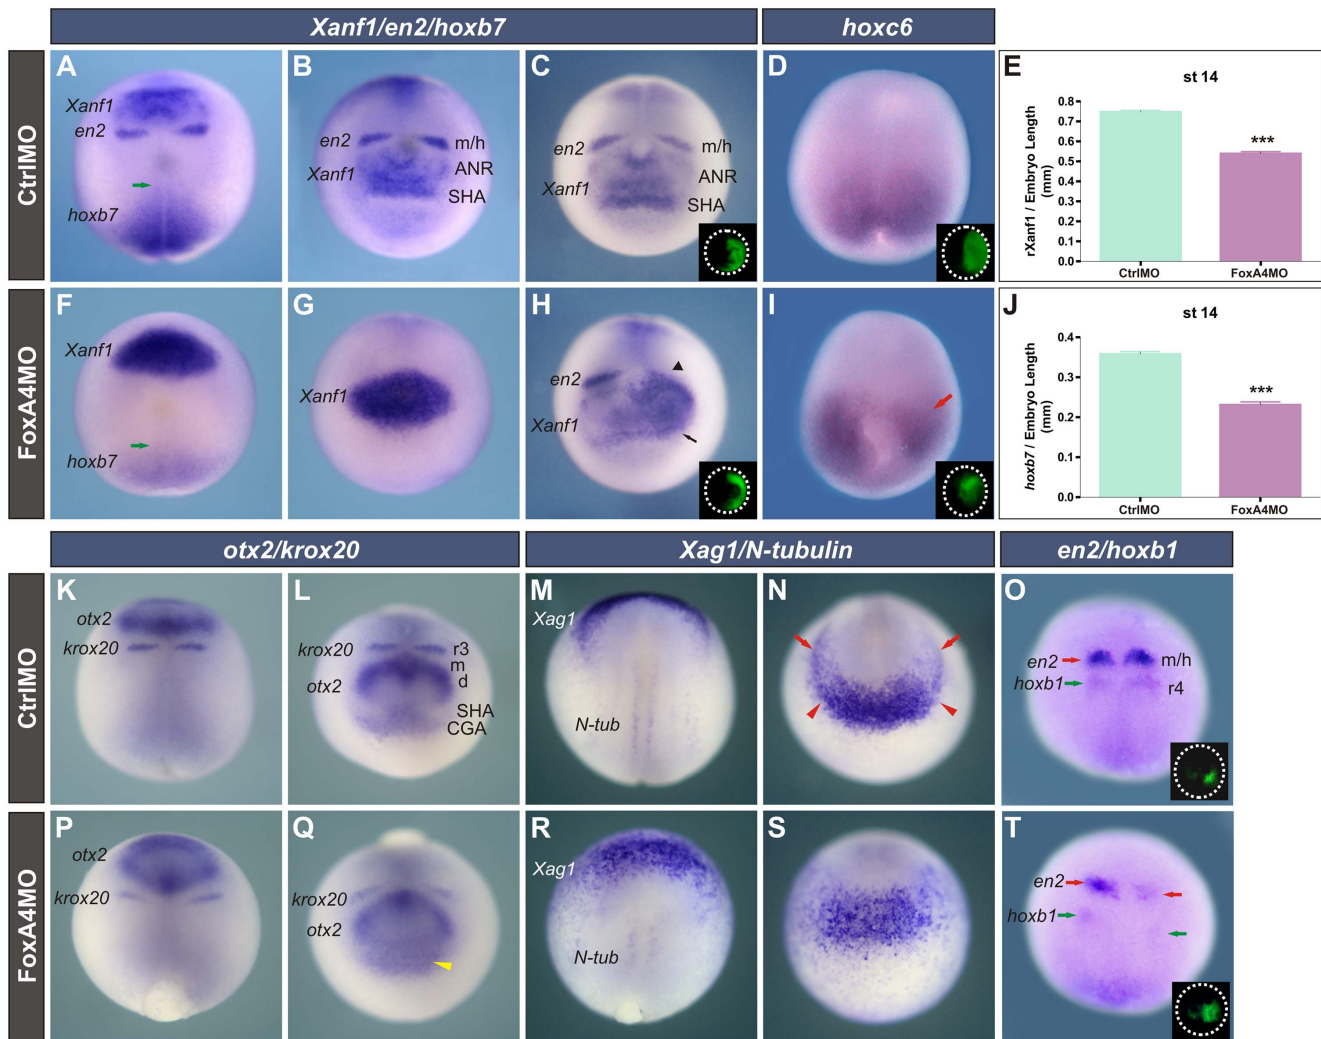 Xanf1/en2/hoxb7
hoxc6
CtrlMO
A
Xanf1
en2
hoxb7
B
en2
Xanf1
m/h
ANR
SHA
C
en2
Xanf1
m/h
ANR
SHA
D
E
st 14
rXanf1 / Embryo Length
(mm)
0.8
0.7
0.6
0.5
0.4
0.3
0.2
0.1
0.0
***
CtrlMO
FoxA4MO
FoxA4MO
F
Xanf1
hoxb7
G
Xanf1
H
en2
Xanf1
I
J
st 14
hoxb7 / Embryo Length
(mm)
0.4
0.3
0.2
0.1
0.0
***
CtrlMO
FoxA4MO
otx2/krox20
Xag1/N-tubulin
en2/hoxb1
CtrlMO
K
otx2
krox20
L
krox20
otx2
r3
m
d
SHA
CGA
M
Xag1
N-tub
N
O
en2
hoxb1
m/h
r4
FoxA4MO
P
otx2
krox20
Q
krox20
otx2
R
Xag1
N-tub
S
T
en2
hoxb1